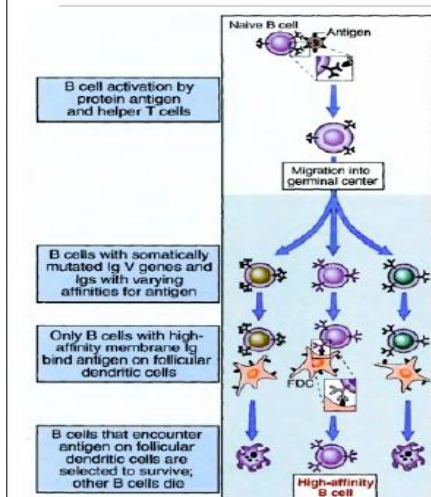 Naive B cell
Antigen
B cell activation by
protein antigen
and helper T cells
Migration into
germinal center
B cells with somatically
mutated Ig V genes and
Igs with varying
affinities for antigen
Only B cells with high-
affinity membrane Ig
bind antigen on follicular
dendritic cells
FDC
B cells that encounter
antigen on follicular
dendritic cells are
selected to survive;
other B cells die
High-affinity
B cell